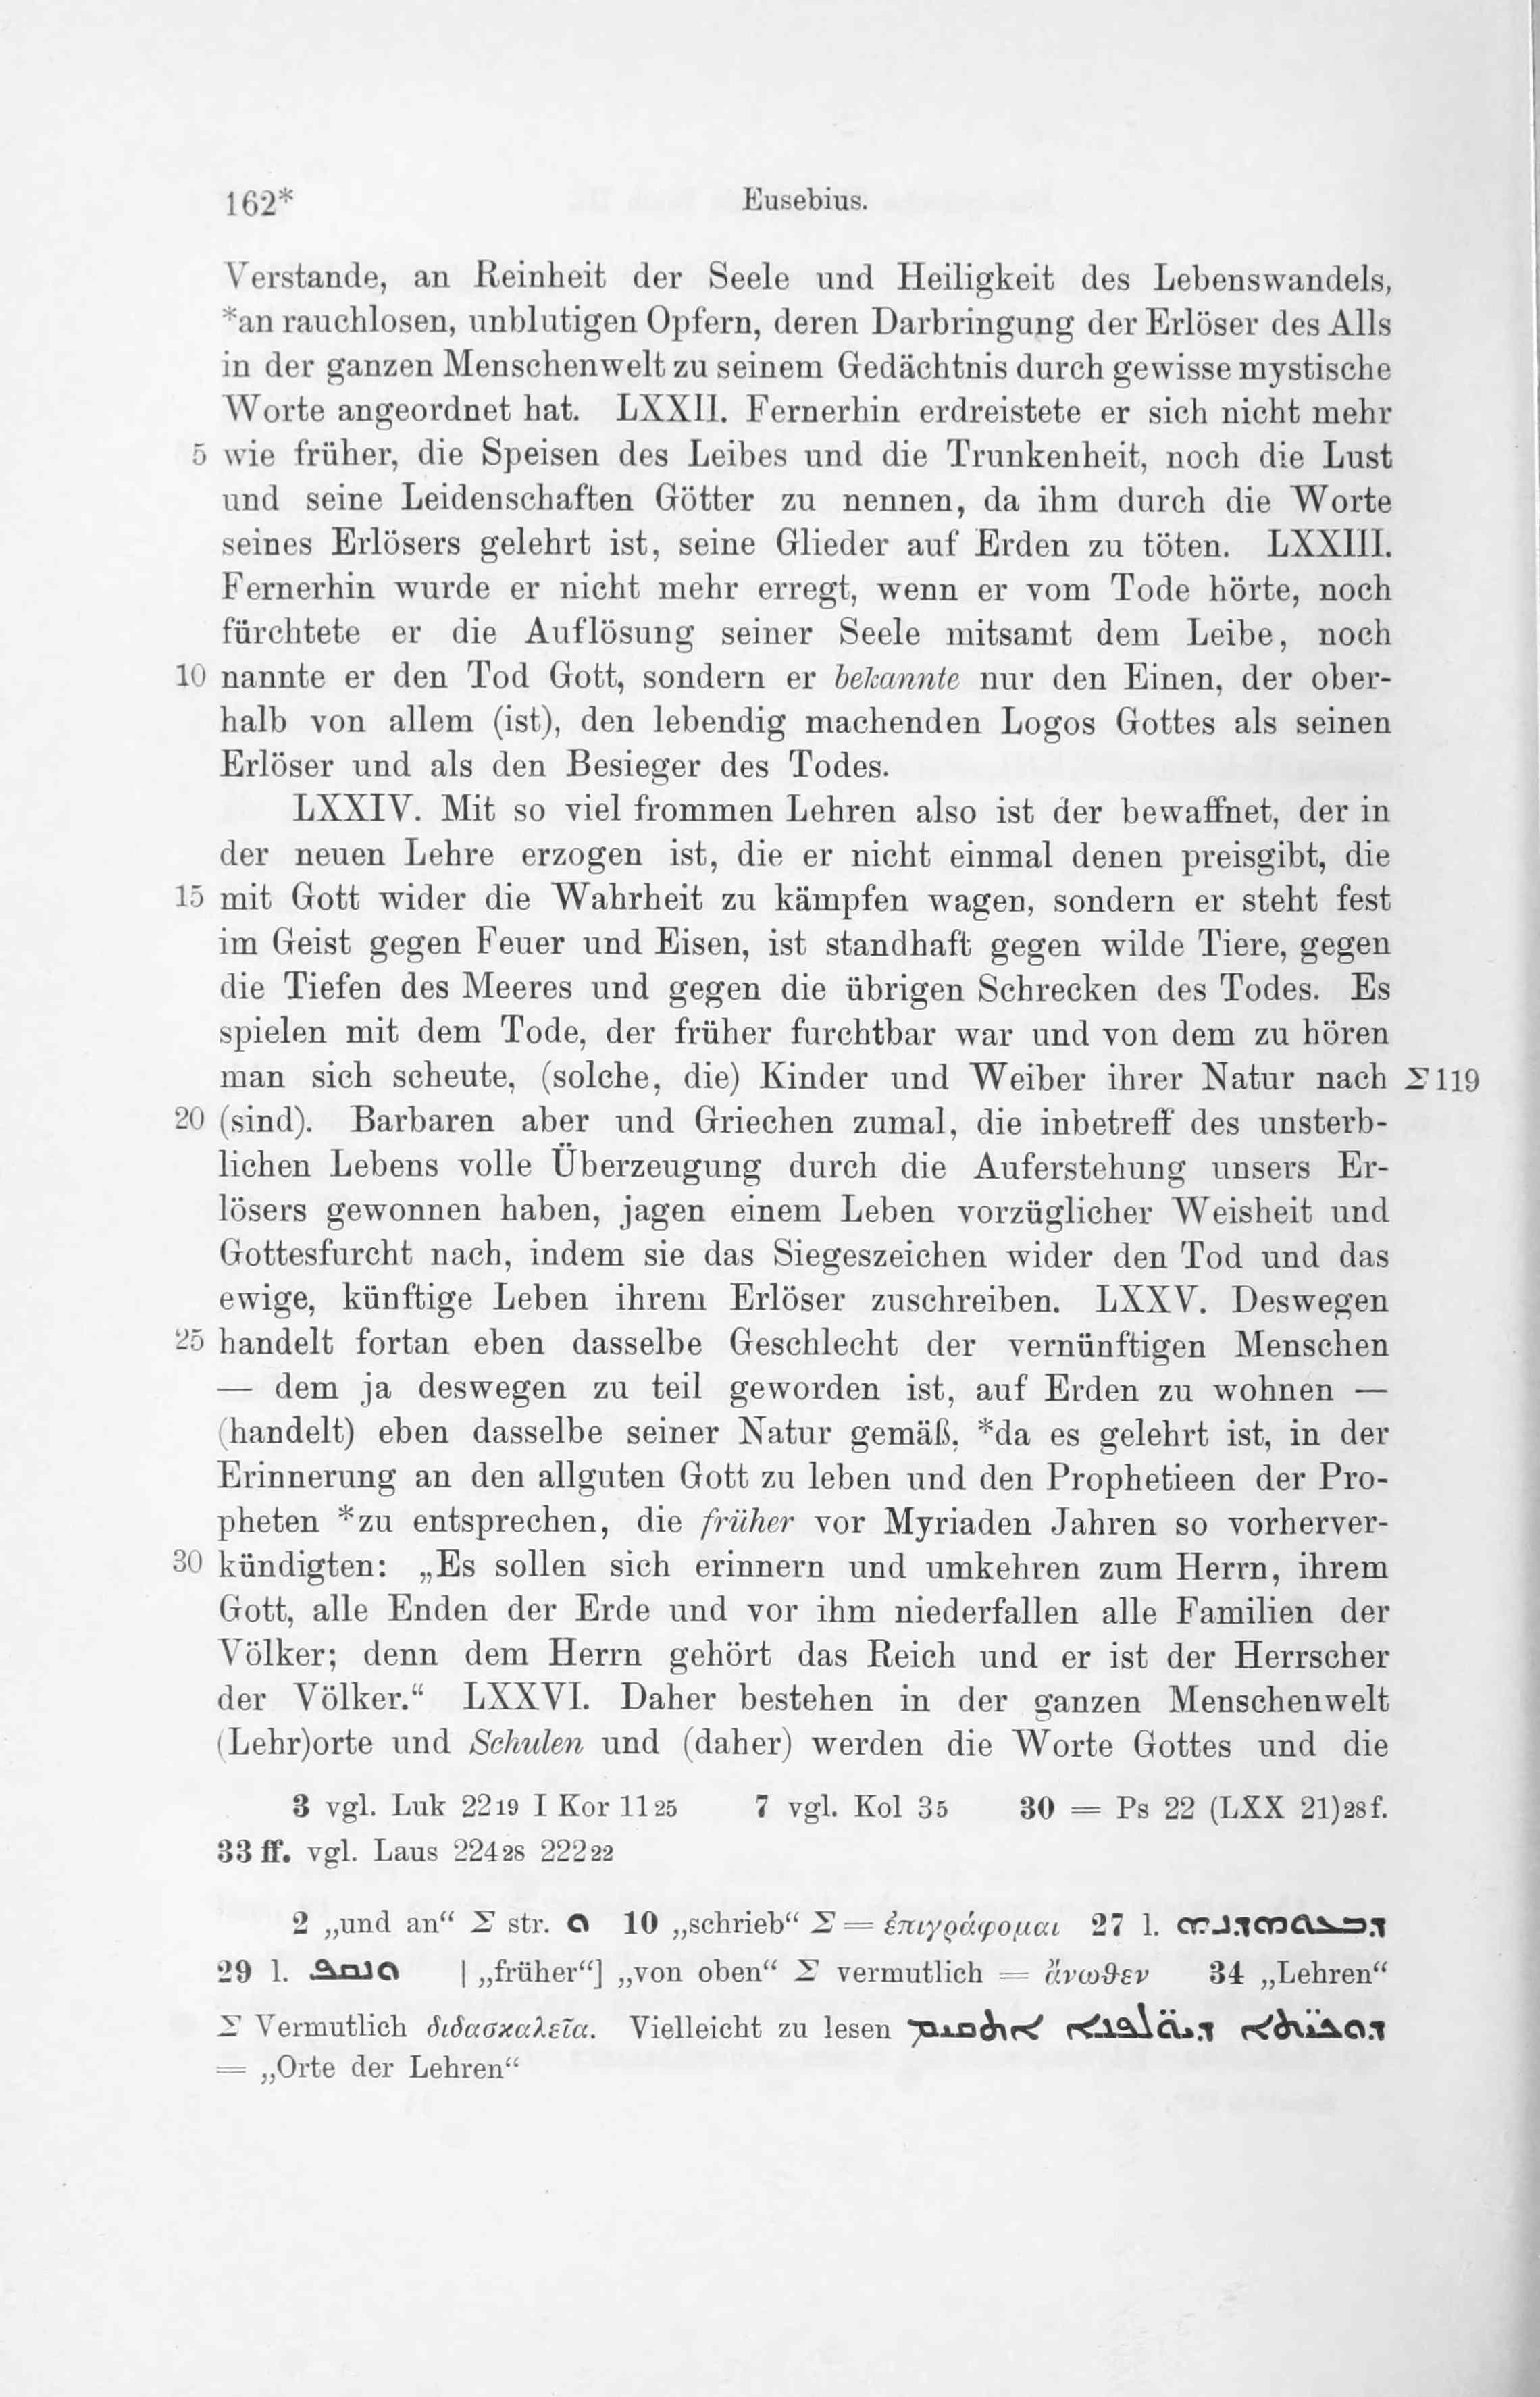 162* Eusebius.
Verstande, an Reinheit der Seele und Heiligkeit des Lebenswandels,
*an rauchlosen, unblutigen Opfern, deren Darbringung der Erlöser des Alls
in der ganzen Menschenwelt zu seinem Gedächtnis durch gewisse mystische
Worte angeordnet hat. LXXII. Fernerhin erdreistete er sich nicht mehr
5 wie früher, die Speisen des Leibes und die Trunkenheit, noch die Lust
und seine Leidenschaften Götter zu nennen, da ihm durch die Worte
seines Erlösers gelehrt ist, seine Glieder auf Erden zu töten. LXXIII.
Fernerhin wurde er nicht mehr erregt, wenn er vom Tode hörte, noch
fürchtete er die Auflösung seiner Seele mitsamt dem Leibe, noch
10 nannte er den Tod Gott, sondern er bekannte nur den Einen, der ober-
halb von allem (ist), den lebendig machenden Logos Gottes als seinen
Erlöser und als den Besieger des Todes.
LXXIV. Mit so viel frommen Lehren also ist der bewaffnet, der in
der neuen Lehre erzogen ist, die er nicht einmal denen preisgibt, die
15 mit Gott wider die Wahrheit zu kämpfen wagen, sondern er steht fest
im Geist gegen Feuer und Eisen, ist standhaft gegen wilde Tiere, gegen
die Tiefen des Meeres und gegen die übrigen Schrecken des Todes. Es
spielen mit dem Tode, der früher furchtbar war und von dem zu hören
man sich scheute, (solche, die) Kinder und Weiber ihrer Natur nach Σ 119
20 (sind). Barbaren aber und Griechen zumal, die inbetreff des unsterb-
lichen Lebens volle Überzeugung durch die Auferstehung unsers Er-
lösers gewonnen haben, jagen einem Leben vorzüglicher Weisheit und
Gottesfurcht nach, indem sie das Siegeszeichen wider den Tod und das
ewige, künftige Leben ihrem Erlöser zuschreiben. LXXV. Deswegen
25 handelt fortan eben dasselbe Geschlecht der vernünftigen Menschen
— dem ja deswegen zu teil geworden ist, auf Erden zu wohnen —
(handelt) eben dasselbe seiner Natur gemäß, *da es gelehrt ist, in der
Erinnerung an den allguten Gott zu leben und den Prophetieen der Pro-
pheten *zu entsprechen, die früher vor Myriaden Jahren so vorherver-
30 kündigten: „Es sollen sich erinnern und umkehren zum Herrn, ihrem
Gott, alle Enden der Erde und vor ihm niederfallen alle Familien der
Völker; denn dem Herrn gehört das Reich und er ist der Herrscher
der Völker.“ LXXVI. Daher bestehen in der ganzen Menschenwelt
(Lehr)orte und Schulen und (daher) werden die Worte Gottes und die
3 vgl. Luk 22 19 I Kor 11 25 7 vgl. Kol 3 5 30 = Ps 22 (LXX 21) 28 f.
33 ff. vgl. Laus 224 28 222 22
2 „und an“ Σ str. ܘ 10 „schrieb“ Σ = ἐπιγράφομαι 27 l.
29 l. | „früher“] „von oben“ Σ vermutlich = ἄνωθεν 34 „Lehren“
Σ Vermutlich διδασκαλεῖα. Vielleicht zu lesen
= „Orte der Lehren“